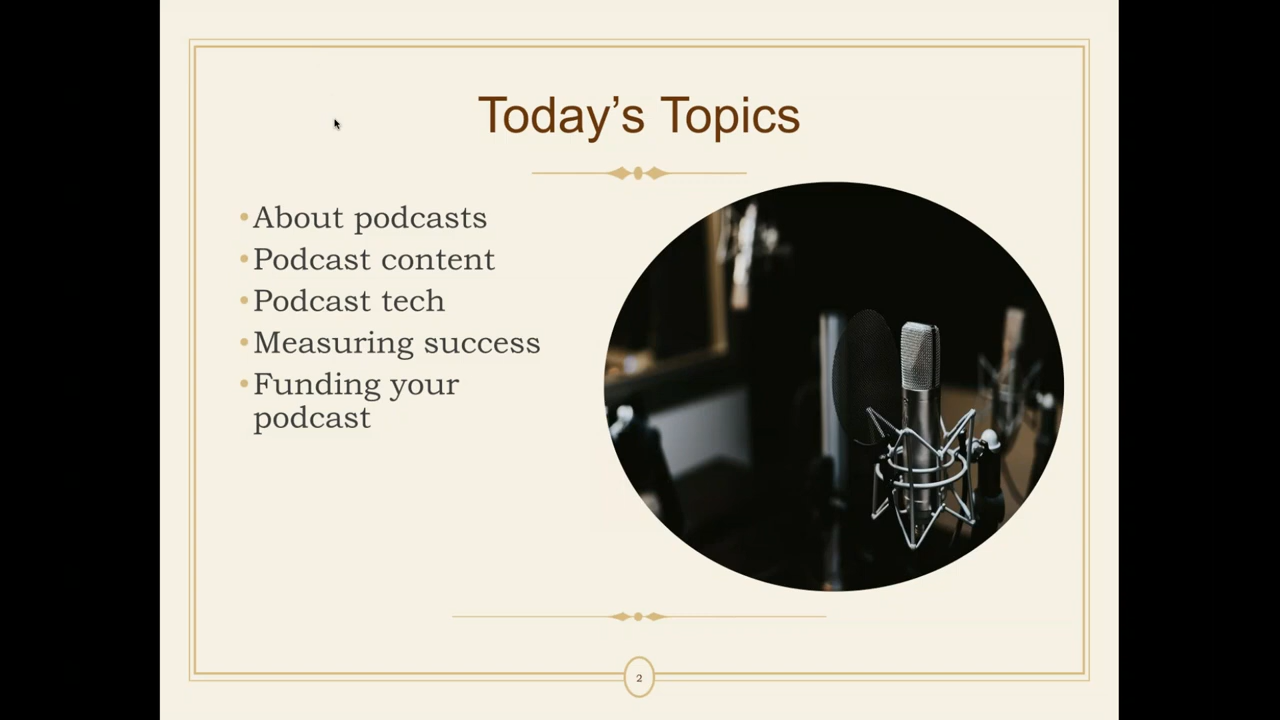 Today’s Topics
•About podcasts
•Podcast content
•Podcast tech
•Measuring success
•Funding your
podcast
2